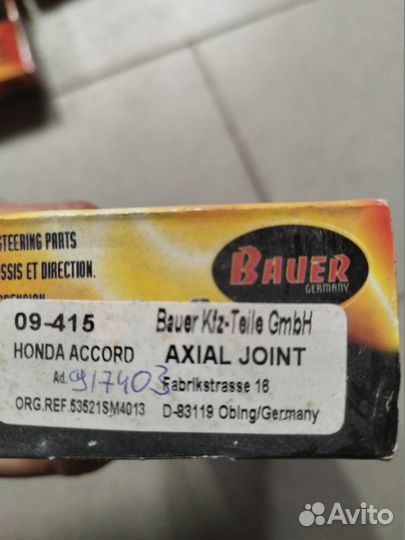 STEERING PARTS
SSIS ET DIRECTION.
BAUER
GERMANY
09-415 Bauer Kfz-Teile GmbH
HONDA ACCORD AXIAL JOINT
Ad. 917403 Fabrikstrasse 16
ORG.REF.53521SM4013 D-83119 Obing/Germany
Avito